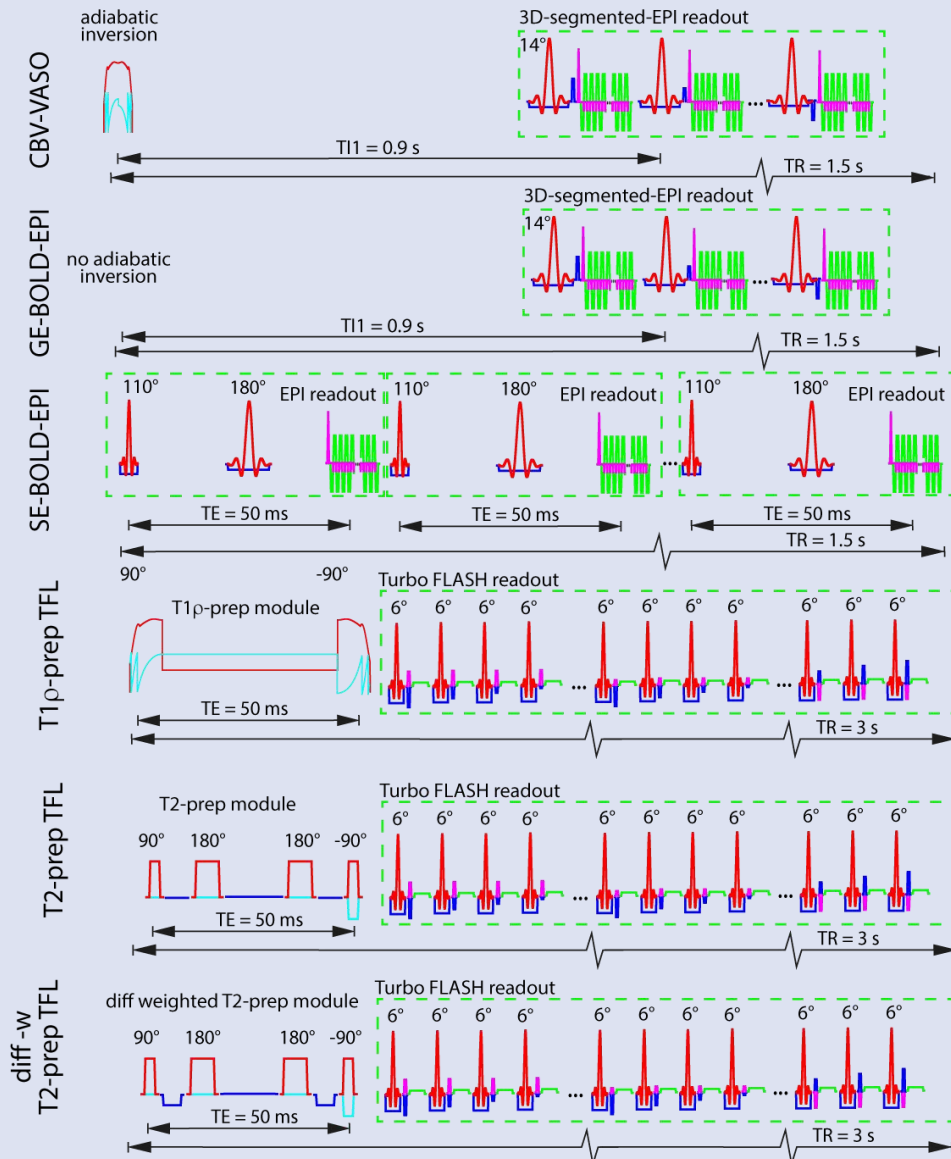 CBV-VASO
adiabatic
inversion
3D-segmented-EPI readout
14°
...
TI1 = 0.9 s
TR = 1.5 s
GE-BOLD-EPI
no adiabatic
inversion
3D-segmented-EPI readout
14°
...
TI1 = 0.9 s
TR = 1.5 s
SE-BOLD-EPI
110° 180° EPI readout 110° 180° EPI readout 110° 180° EPI readout
...
TE = 50 ms TE = 50 ms TE = 50 ms
TR = 1.5 s
T1ρ-prep TFL
90° -90°
T1ρ-prep module
Turbo FLASH readout
6° 6° 6° 6° 6° 6° 6° 6° 6° 6° 6°
... ...
TE = 50 ms
TR = 3 s
T2-prep TFL
T2-prep module
Turbo FLASH readout
90° 180° 180° -90°
6° 6° 6° 6° 6° 6° 6° 6° 6° 6° 6°
... ...
TE = 50 ms
TR = 3 s
diff -w
T2-prep TFL
diff weighted T2-prep module
Turbo FLASH readout
90° 180° 180° -90°
6° 6° 6° 6° 6° 6° 6° 6° 6° 6° 6°
... ...
TE = 50 ms
TR = 3 s